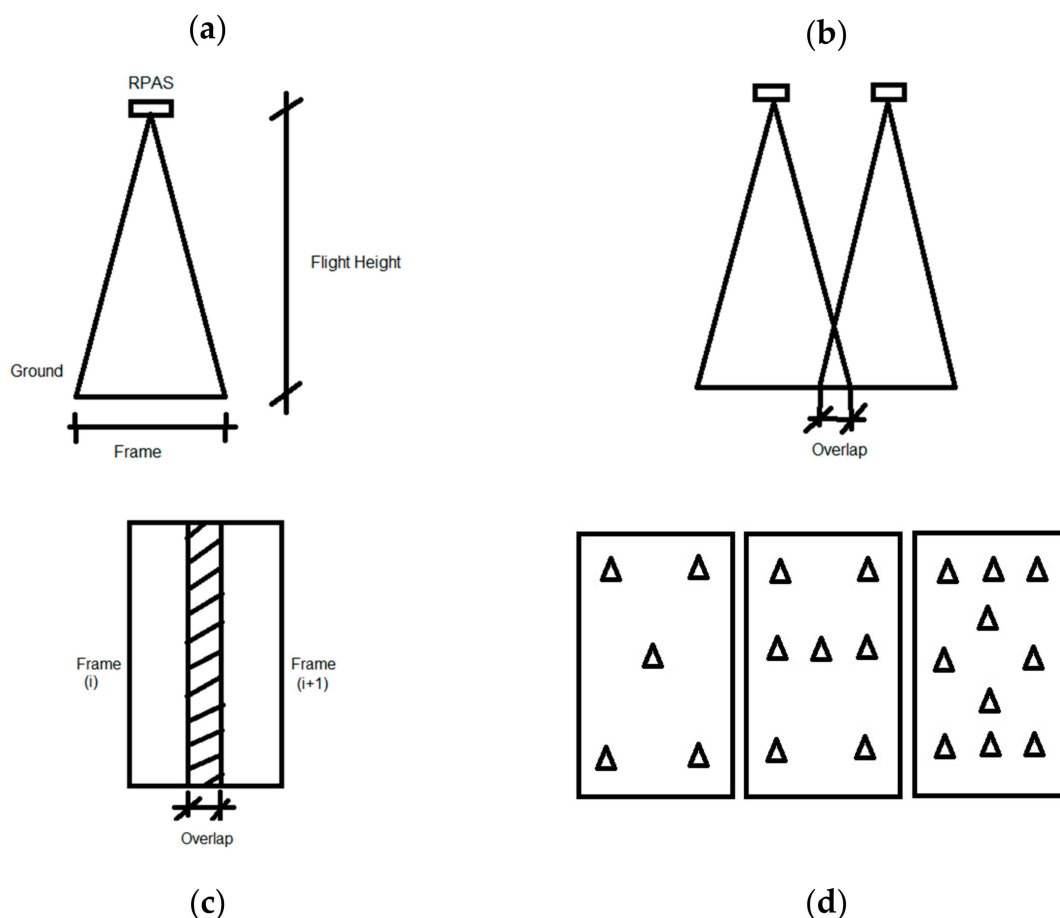 (a)
(b)
RPAS
Flight Height
Ground
Frame
Overlap
Frame
(i)
Frame
(i+1)
Overlap
(c)
(d)